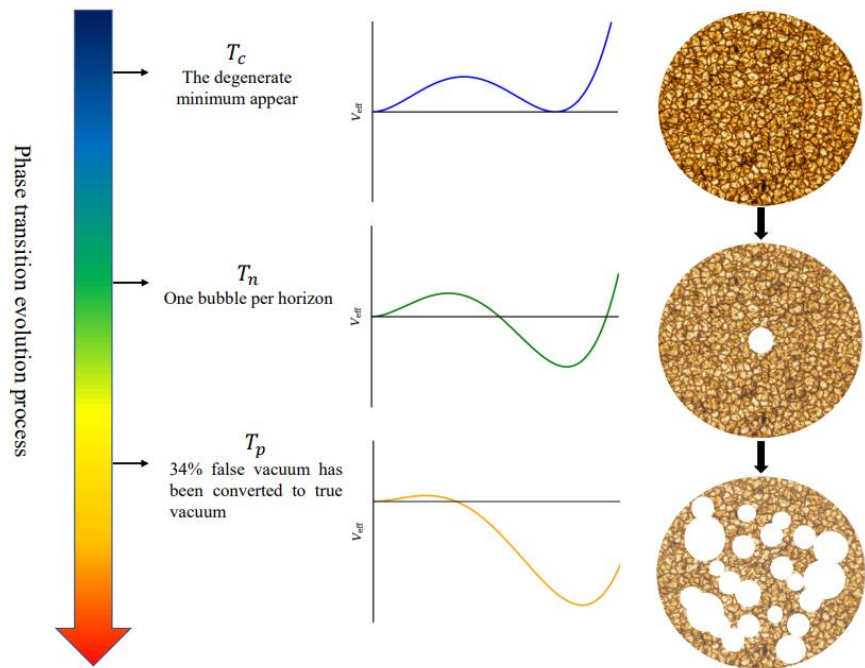 Phase transition evolution process
T_c
The degenerate
minimum appear
V_eff
T_n
One bubble per horizon
V_eff
T_p
34% false vacuum has
been converted to true
vacuum
V_eff